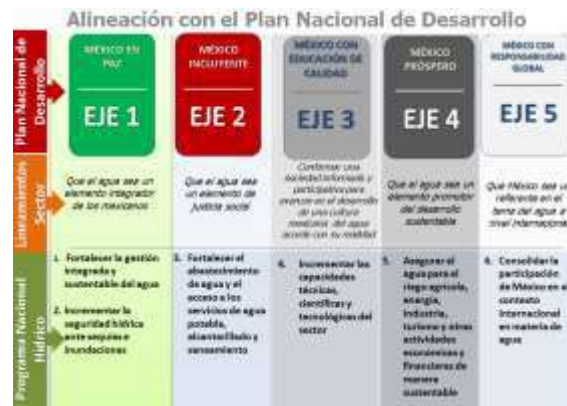 Alineación con el Plan Nacional de Desarrollo
Plan Nacional de
Desarrollo
MÉXICO EN
PAZ
EJE 1
MÉXICO
INCLUYENTE
EJE 2
MÉXICO CON
EDUCACIÓN DE
CALIDAD
EJE 3
MÉXICO
PRÓSPERO
EJE 4
MÉXICO CON
RESPONSABILIDAD
GLOBAL
EJE 5
Lineamientos
Sector
Que el agua sea un
elemento integrador
de los mexicanos
Que el agua sea
un elemento de
justicia social
Conformar una
sociedad informada y
participativa para
avanzar en el desarrollo
de una cultura
mexicana del agua
acorde con su realidad
Que el agua sea un
elemento promotor
del desarrollo
sustentable
Que México sea un
referente en el
tema del agua a
nivel internacional
Programa Nacional
Hídrico
1. Fortalecer la gestión
integrada y
sustentable del agua
2. Incrementar la
seguridad hídrica
ante sequías e
inundaciones
3. Fortalecer el
abastecimiento
de agua y el
acceso a los
servicios de agua
potable,
alcantarillado y
saneamiento
4. Incrementar las
capacidades
técnicas,
científicas y
tecnológicas del
sector
5. Asegurar el
agua para el
riego agrícola,
energía,
industria,
turismo y otras
actividades
económicas y
financieras de
manera
sustentable
6. Consolidar la
participación
de México en el
contexto
internacional
en materia de
agua